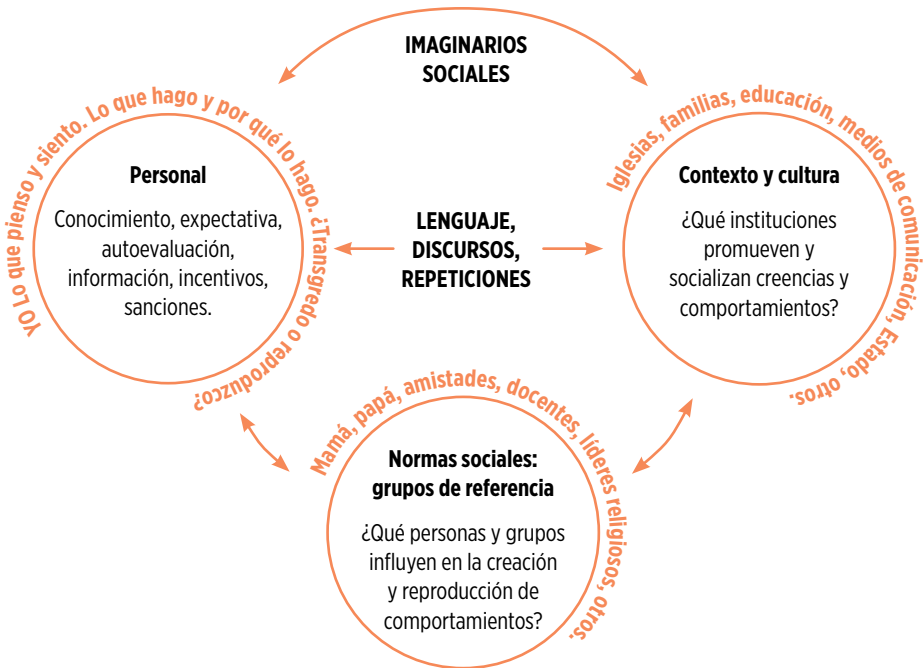 IMAGINARIOS
SOCIALES
YO Lo que pienso y siento. Lo que hago y por qué lo hago. ¿Transgredo o reproduzco?
Personal
Conocimiento, expectativa,
autoevaluación,
información, incentivos,
sanciones.
LENGUAJE,
DISCURSOS,
REPETICIONES
Iglesias, familias, educación, medios de comunicación, Estado, otros.
Contexto y cultura
¿Qué instituciones
promueven y
socializan creencias y
comportamientos?
Mamá, papá, amistades, docentes, líderes religiosos, otros.
Normas sociales:
grupos de referencia
¿Qué personas y grupos
influyen en la creación
y reproducción de
comportamientos?